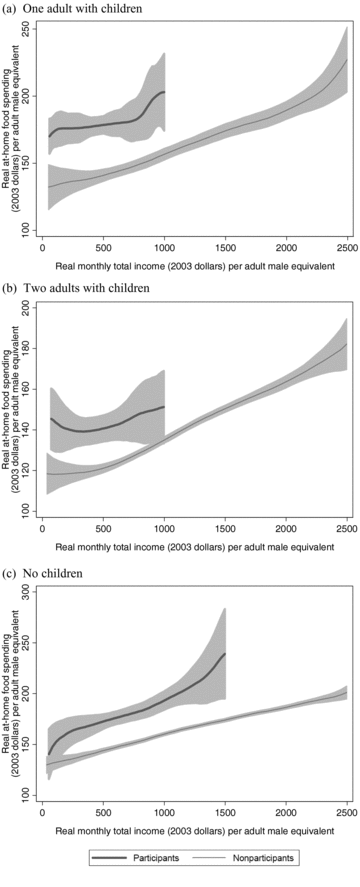 (a) One adult with children
Real at-home food spending
(2003 dollars) per adult male equivalent
200
150
100
250
0
500
1000
1500
2000
2500
Real monthly total income (2003 dollars) per adult male equivalent
(b) Two adults with children
Real at-home food spending
(2003 dollars) per adult male equivalent
200
180
160
140
120
100
0
500
1000
1500
2000
2500
Real monthly total income (2003 dollars) per adult male equivalent
(c) No children
Real at-home food spending
(2003 dollars) per adult male equivalent
300
250
200
150
100
0
500
1000
1500
2000
2500
Real monthly total income (2003 dollars) per adult male equivalent
Participants
Nonparticipants